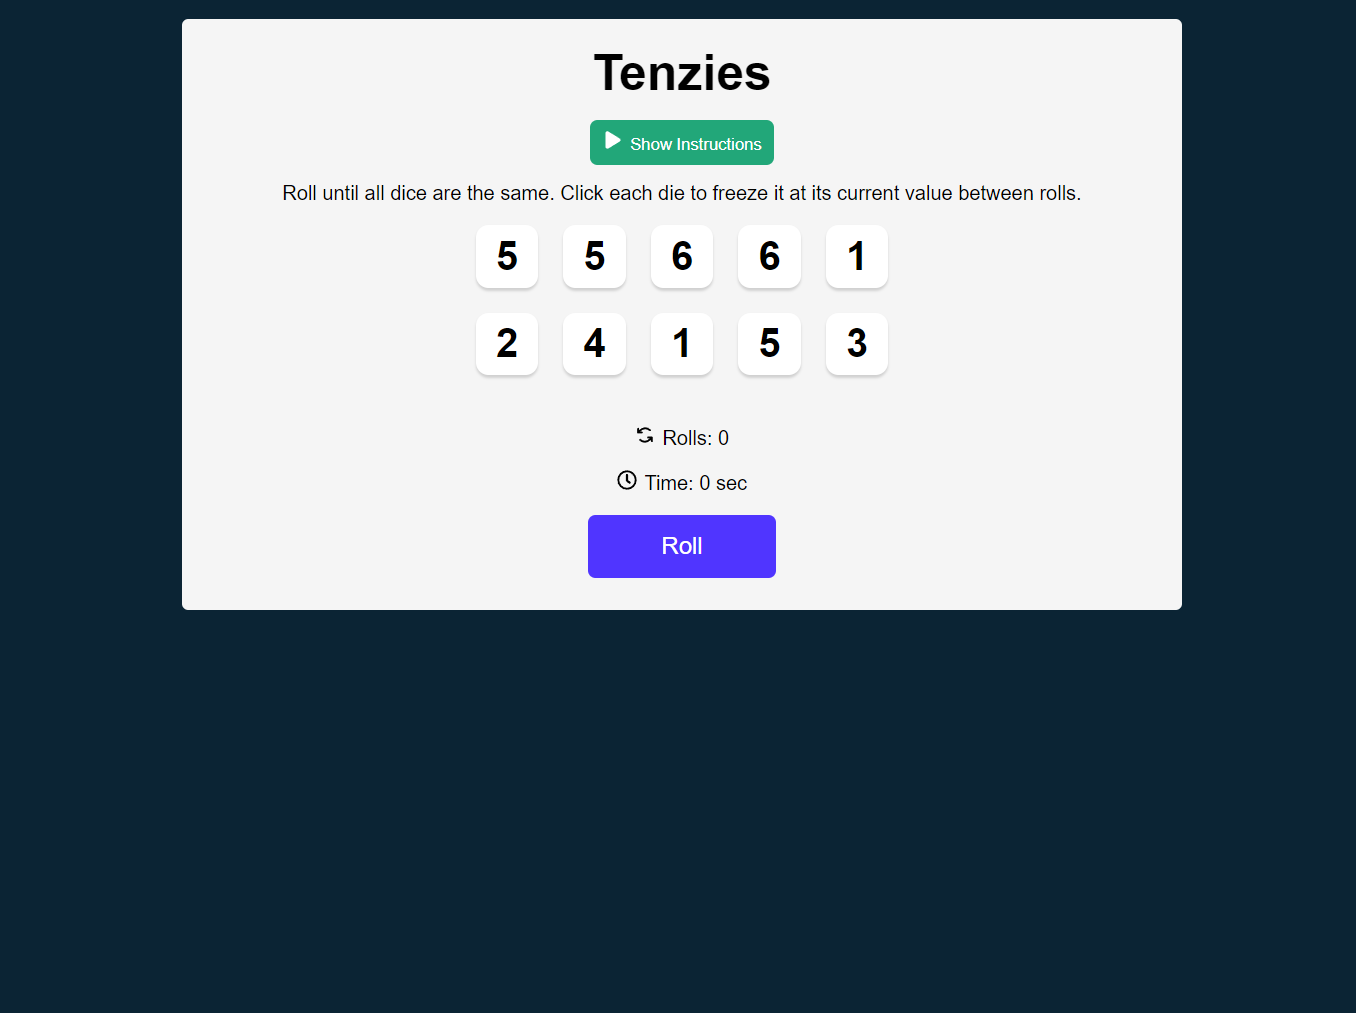 Tenzies
Show Instructions
Roll until all dice are the same. Click each die to freeze it at its current value between rolls.
5 5 6 6 1
2 4 1 5 3
Rolls: 0
Time: 0 sec
Roll